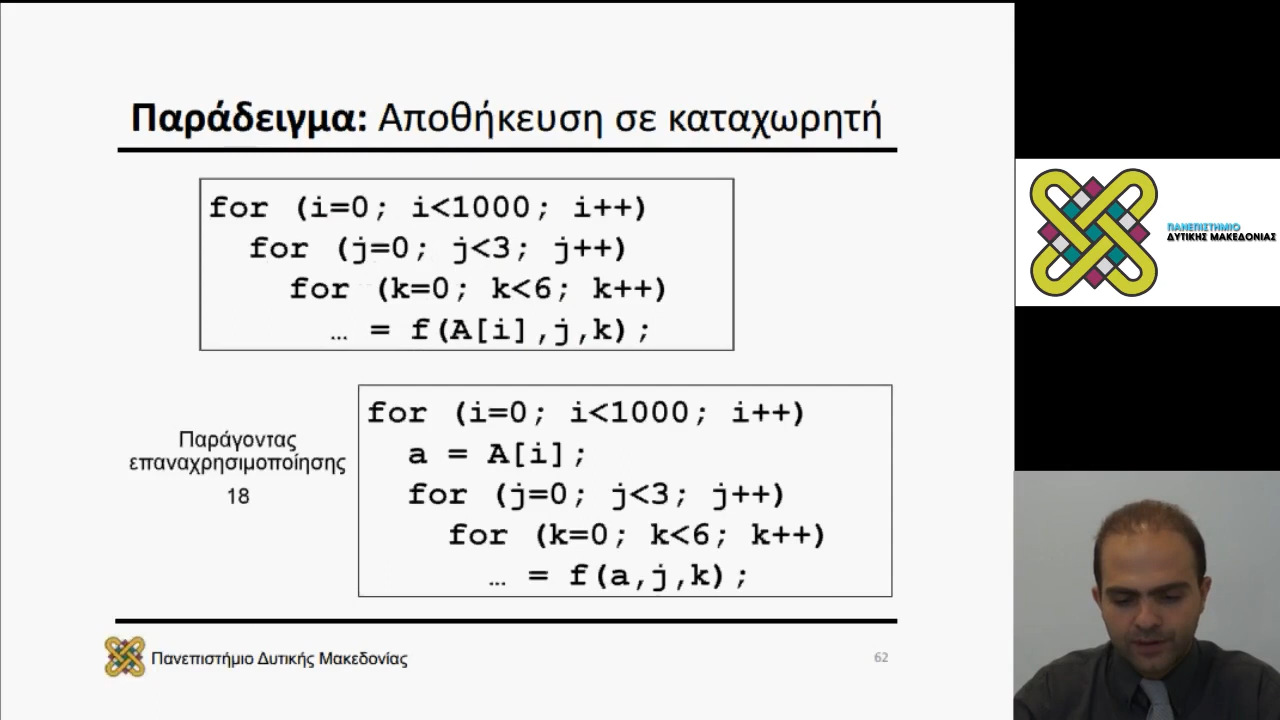 Παράδειγμα: Αποθήκευση σε καταχωρητή
for (i=0; i<1000; i++)
for (j=0; j<3; j++)
for (k=0; k<6; k++)
… = f(A[i],j,k);
Παράγοντας
επαναχρησιμοποίησης
18
for (i=0; i<1000; i++)
a = A[i];
for (j=0; j<3; j++)
for (k=0; k<6; k++)
… = f(a,j,k);
Πανεπιστήμιο Δυτικής Μακεδονίας
62
ΠΑΝΕΠΙΣΤΗΜΙΟ
ΔΥΤΙΚΗΣ ΜΑΚΕΔΟΝΙΑΣ